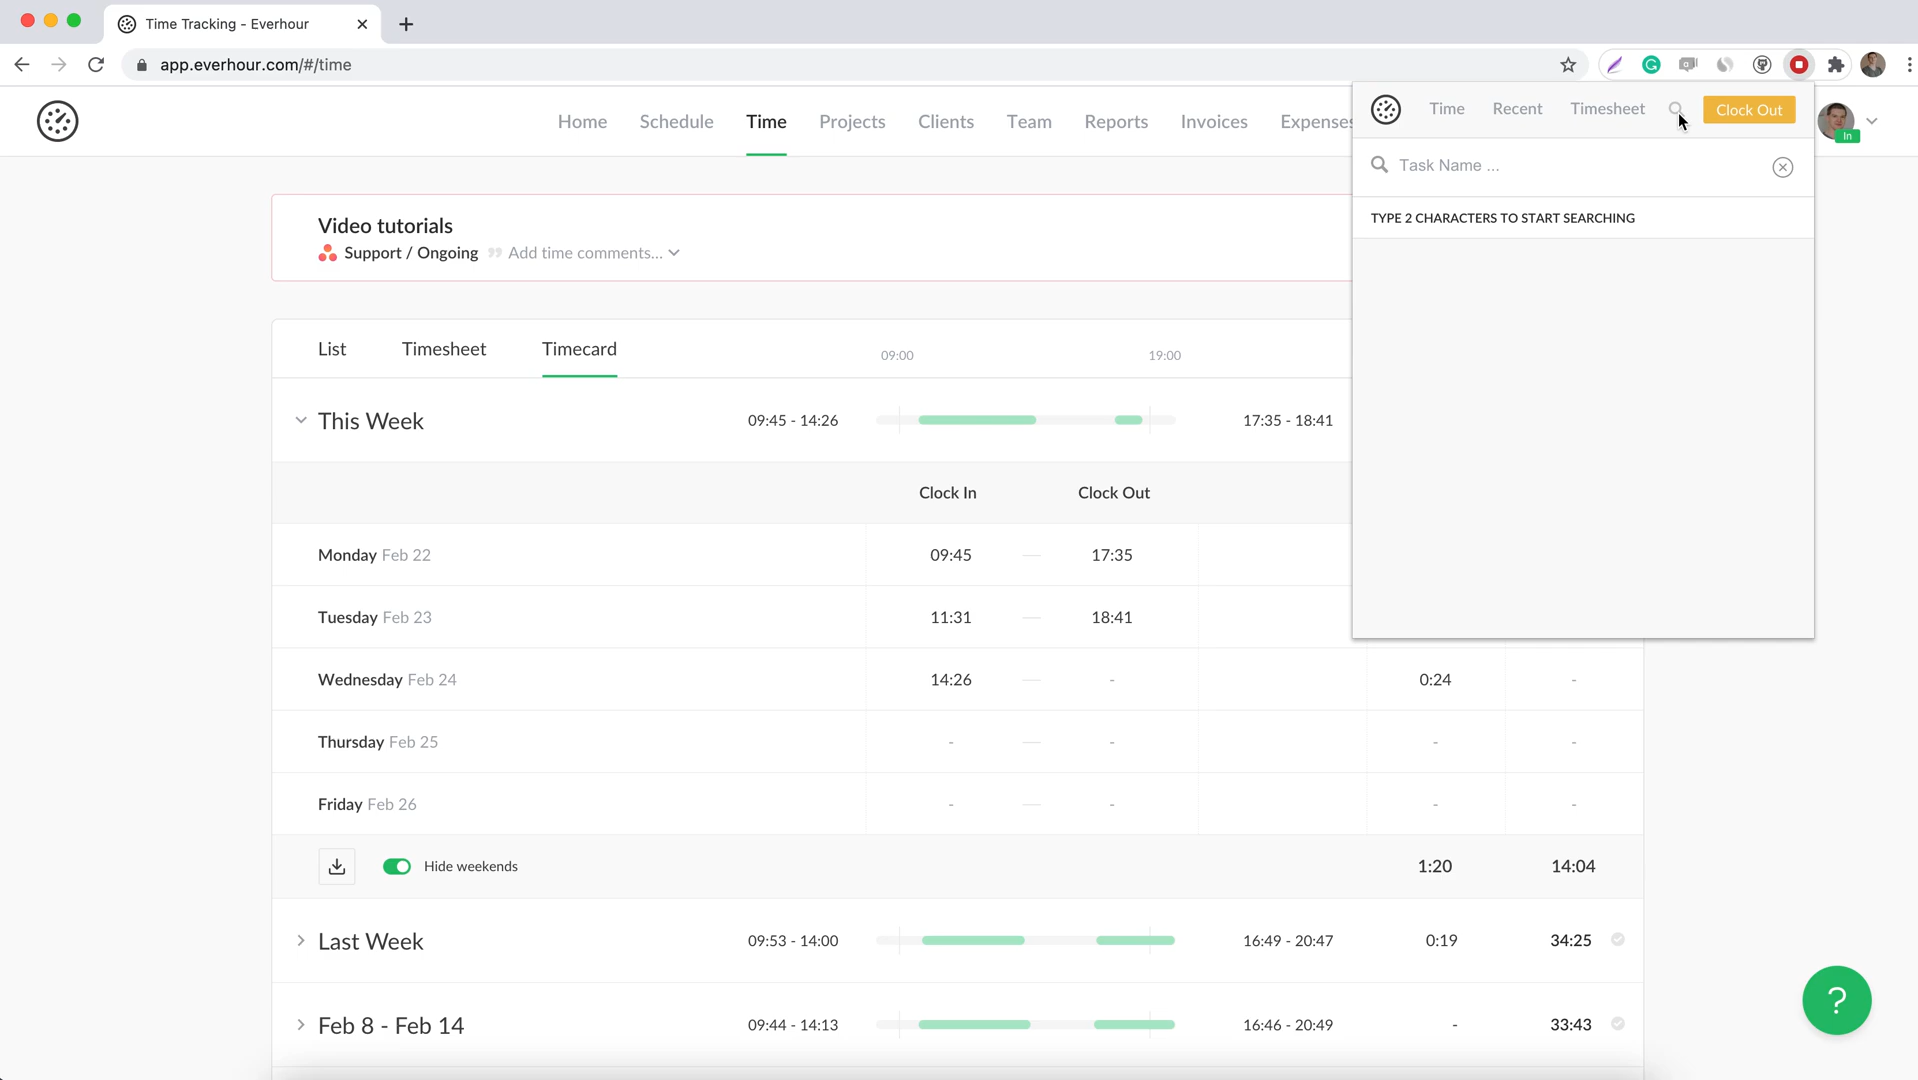 Time Tracking - Everhour
app.everhour.com/#/time
Home Schedule Time Projects Clients Team Reports Invoices Expenses
In
Time Recent Timesheet Clock Out
Task Name ...
TYPE 2 CHARACTERS TO START SEARCHING
Video tutorials
Support / Ongoing Add time comments...
List Timesheet Timecard 09:00 19:00
This Week 09:45 - 14:26 17:35 - 18:41
Clock In Clock Out
Monday Feb 22 09:45 — 17:35
Tuesday Feb 23 11:31 — 18:41
Wednesday Feb 24 14:26 — - 0:24 -
Thursday Feb 25 - — - - -
Friday Feb 26 - — - - -
Hide weekends 1:20 14:04
Last Week 09:53 - 14:00 16:49 - 20:47 0:19 34:25
Feb 8 - Feb 14 09:44 - 14:13 16:46 - 20:49 - 33:43
?